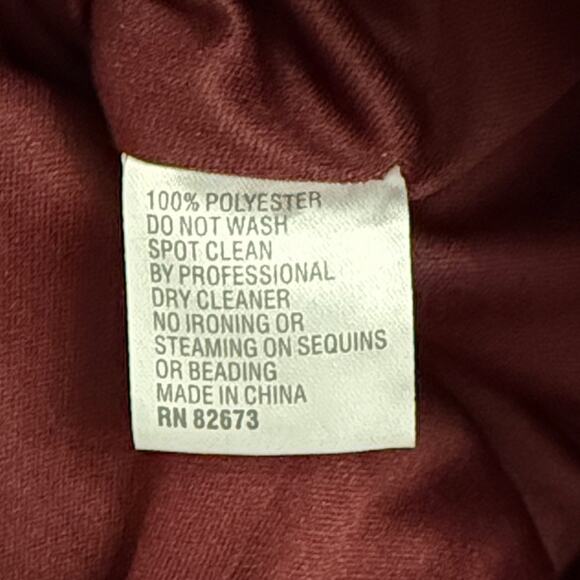 100% POLYESTER
DO NOT WASH
SPOT CLEAN
BY PROFESSIONAL
DRY CLEANER
NO IRONING OR
STEAMING ON SEQUINS
OR BEADING
MADE IN CHINA
RN 82673